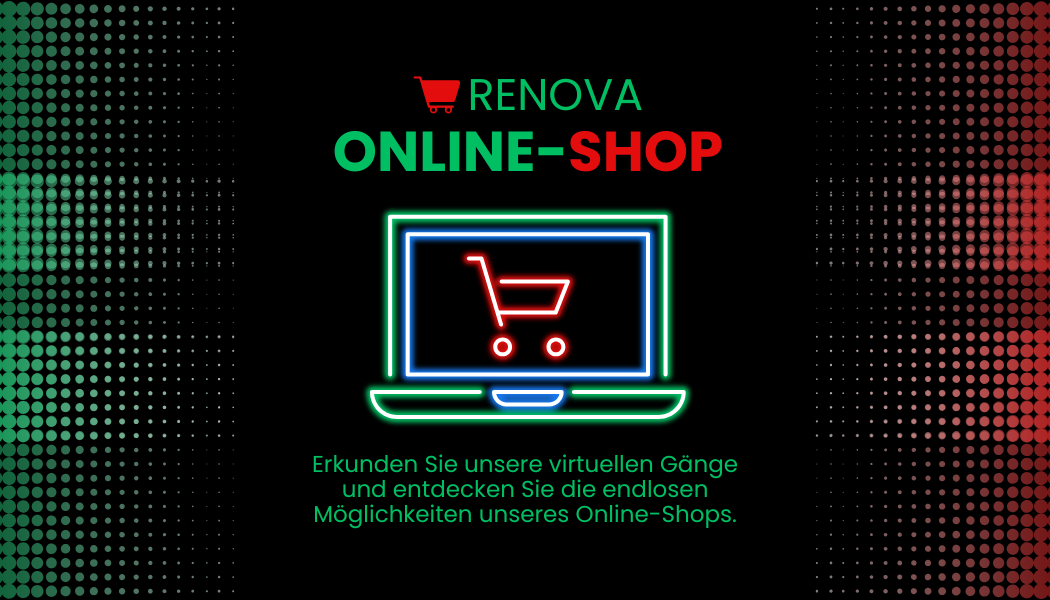 RENOVA
ONLINE-SHOP
Erkunden Sie unsere virtuellen Gänge
und entdecken Sie die endlosen
Möglichkeiten unseres Online-Shops.